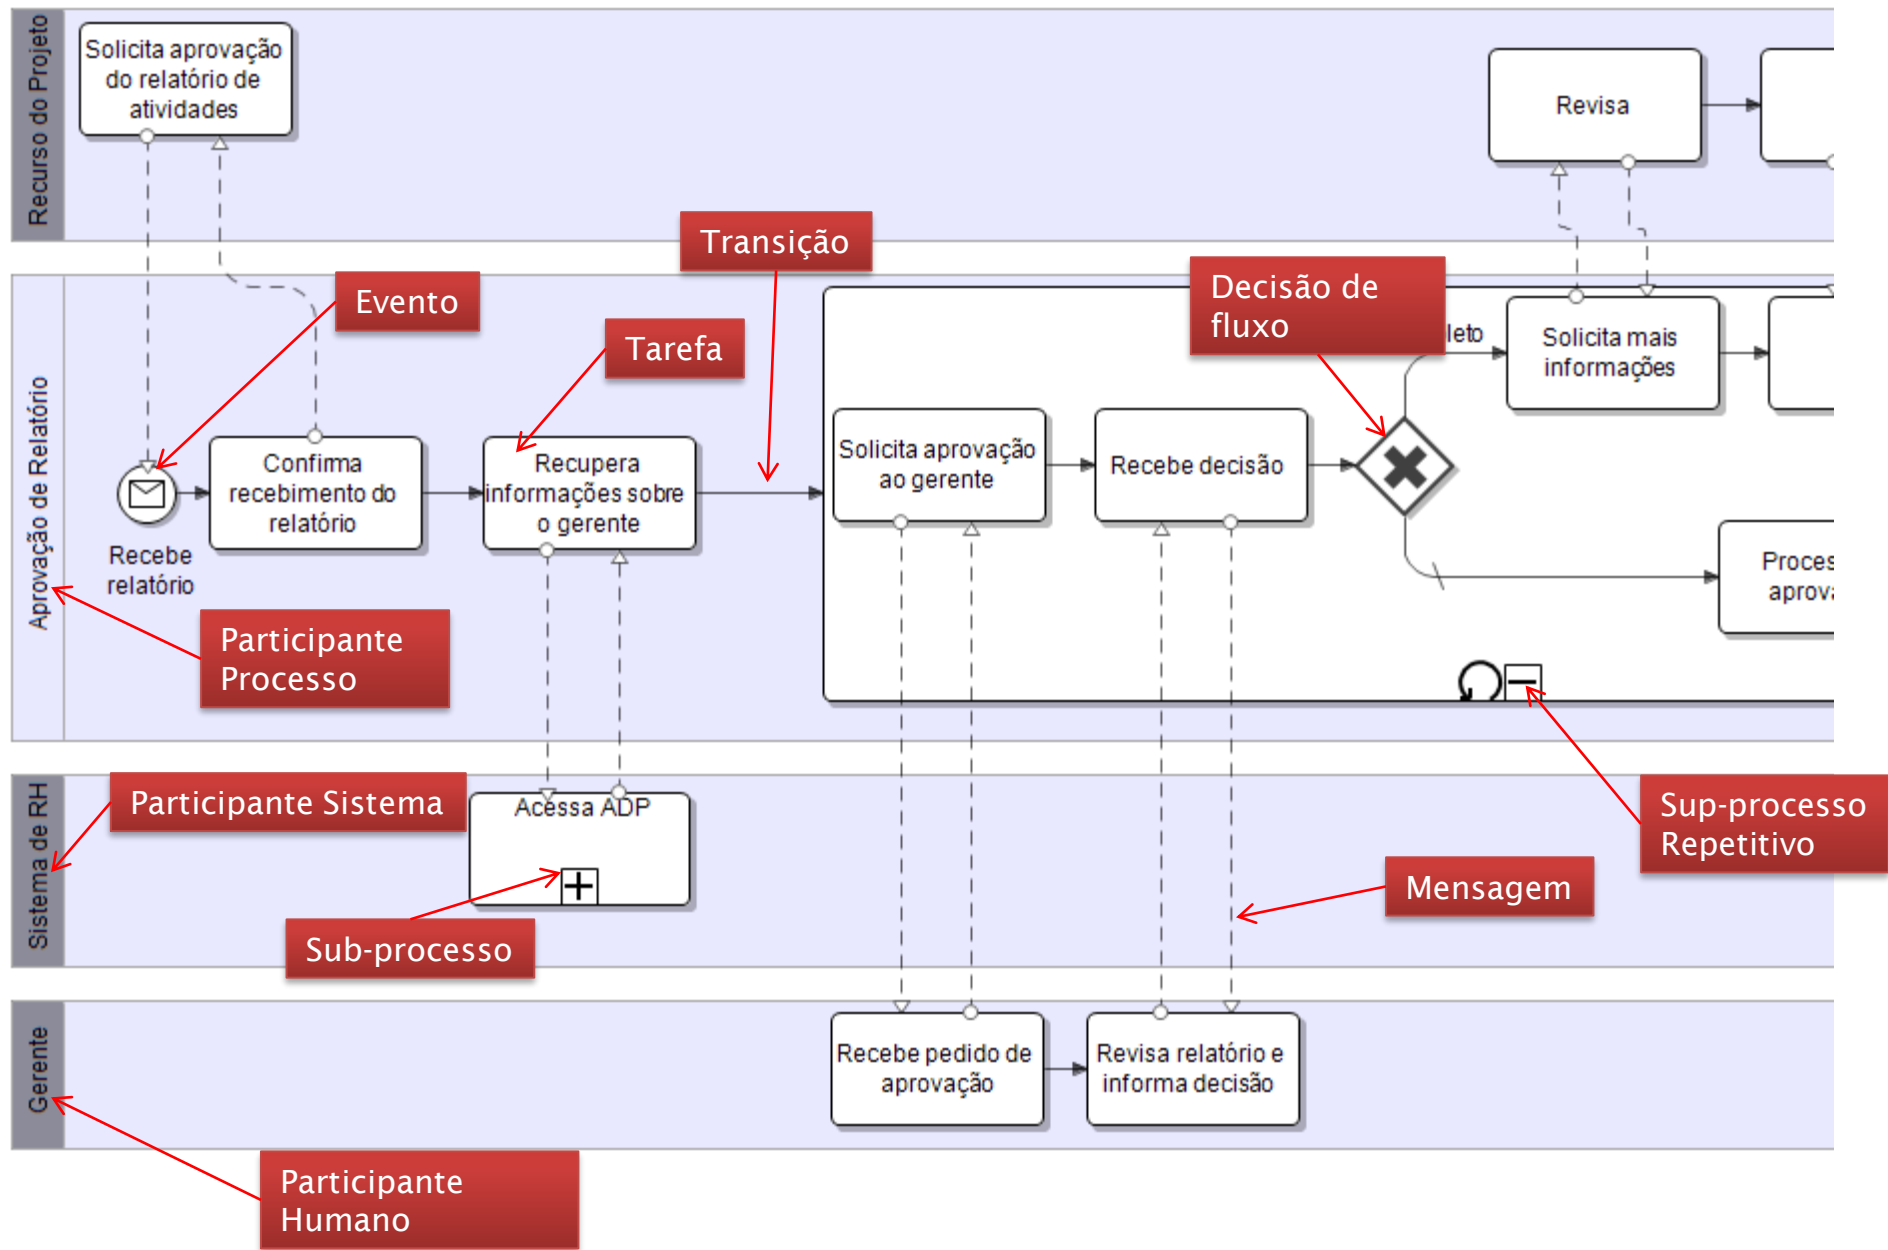 Recurso do Projeto
Solicita aprovação
do relatório de
atividades
Revisa
Transição
Evento
Tarefa
Decisão de
fluxo
leto
Solicita mais
informações
Aprovação de Relatório
Recebe
relatório
Confirma
recebimento do
relatório
Recupera
informações sobre
o gerente
Solicita aprovação
ao gerente
Recebe decisão
Proces
aprov
Participante
Processo
Sistema de RH
Participante Sistema
Acessa ADP
Sub-processo
Sup-processo
Repetitivo
Mensagem
Gerente
Recebe pedido de
aprovação
Revisa relatório e
informa decisão
Participante
Humano